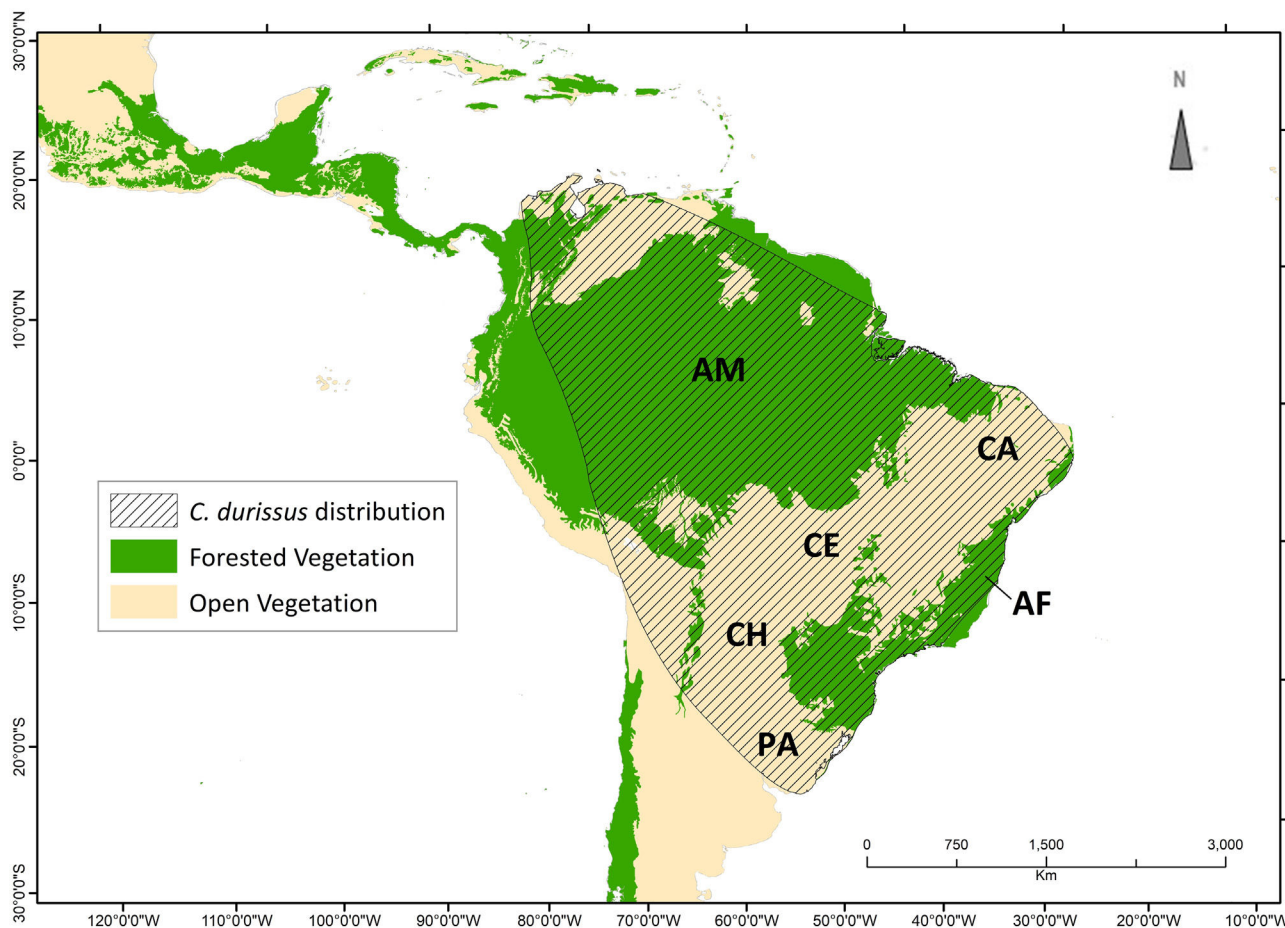 N
30°0'0"N
20°0'0"N
10°0'0"N
0°0'0"
10°0'0"S
20°0'0"S
30°0'0"S
AM
CA
CE
AF
CH
PA
C. durissus distribution
Forested Vegetation
Open Vegetation
0 750 1,500 3,000
Km
120°0'0"W 110°0'0"W 100°0'0"W 90°0'0"W 80°0'0"W 70°0'0"W 60°0'0"W 50°0'0"W 40°0'0"W 30°0'0"W 20°0'0"W 10°0'0"W